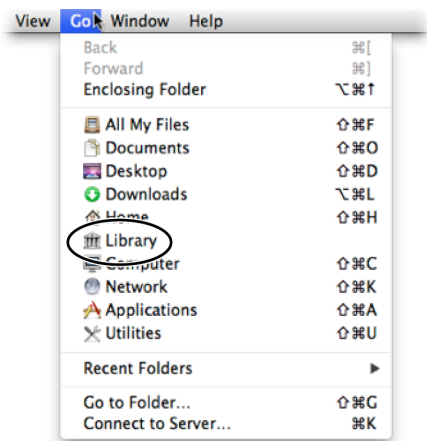 View Go Window Help
Back ⌘[
Forward ⌘]
Enclosing Folder ⌥⌘↑
All My Files ⇧⌘F
Documents ⇧⌘O
Desktop ⇧⌘D
Downloads ⌥⌘L
Home ⇧⌘H
Library
Computer ⇧⌘C
Network ⇧⌘K
Applications ⇧⌘A
Utilities ⇧⌘U
Recent Folders ▶
Go to Folder... ⇧⌘G
Connect to Server... ⌘K